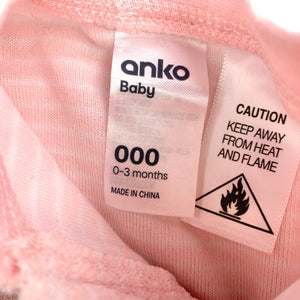 anko
Baby
000
0-3 months
MADE IN CHINA
CAUTION
KEEP AWAY
FROM HEAT
AND FLAME